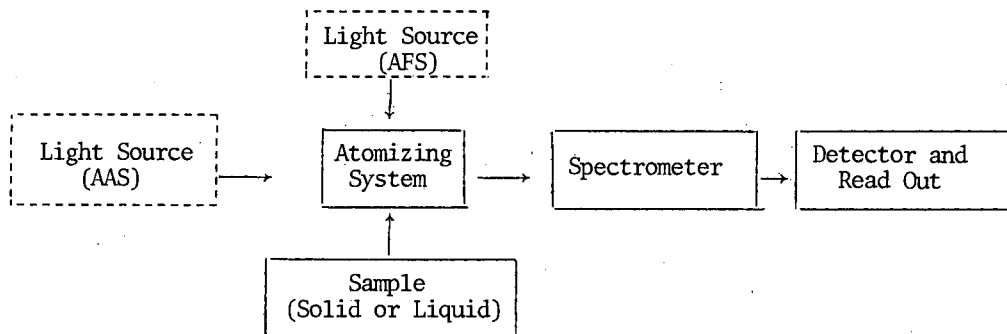 Light Source
(AFS)
Light Source
(AAS)
Atomizing
System
Spectrometer
Detector and
Read Out
Sample
(Solid or Liquid)